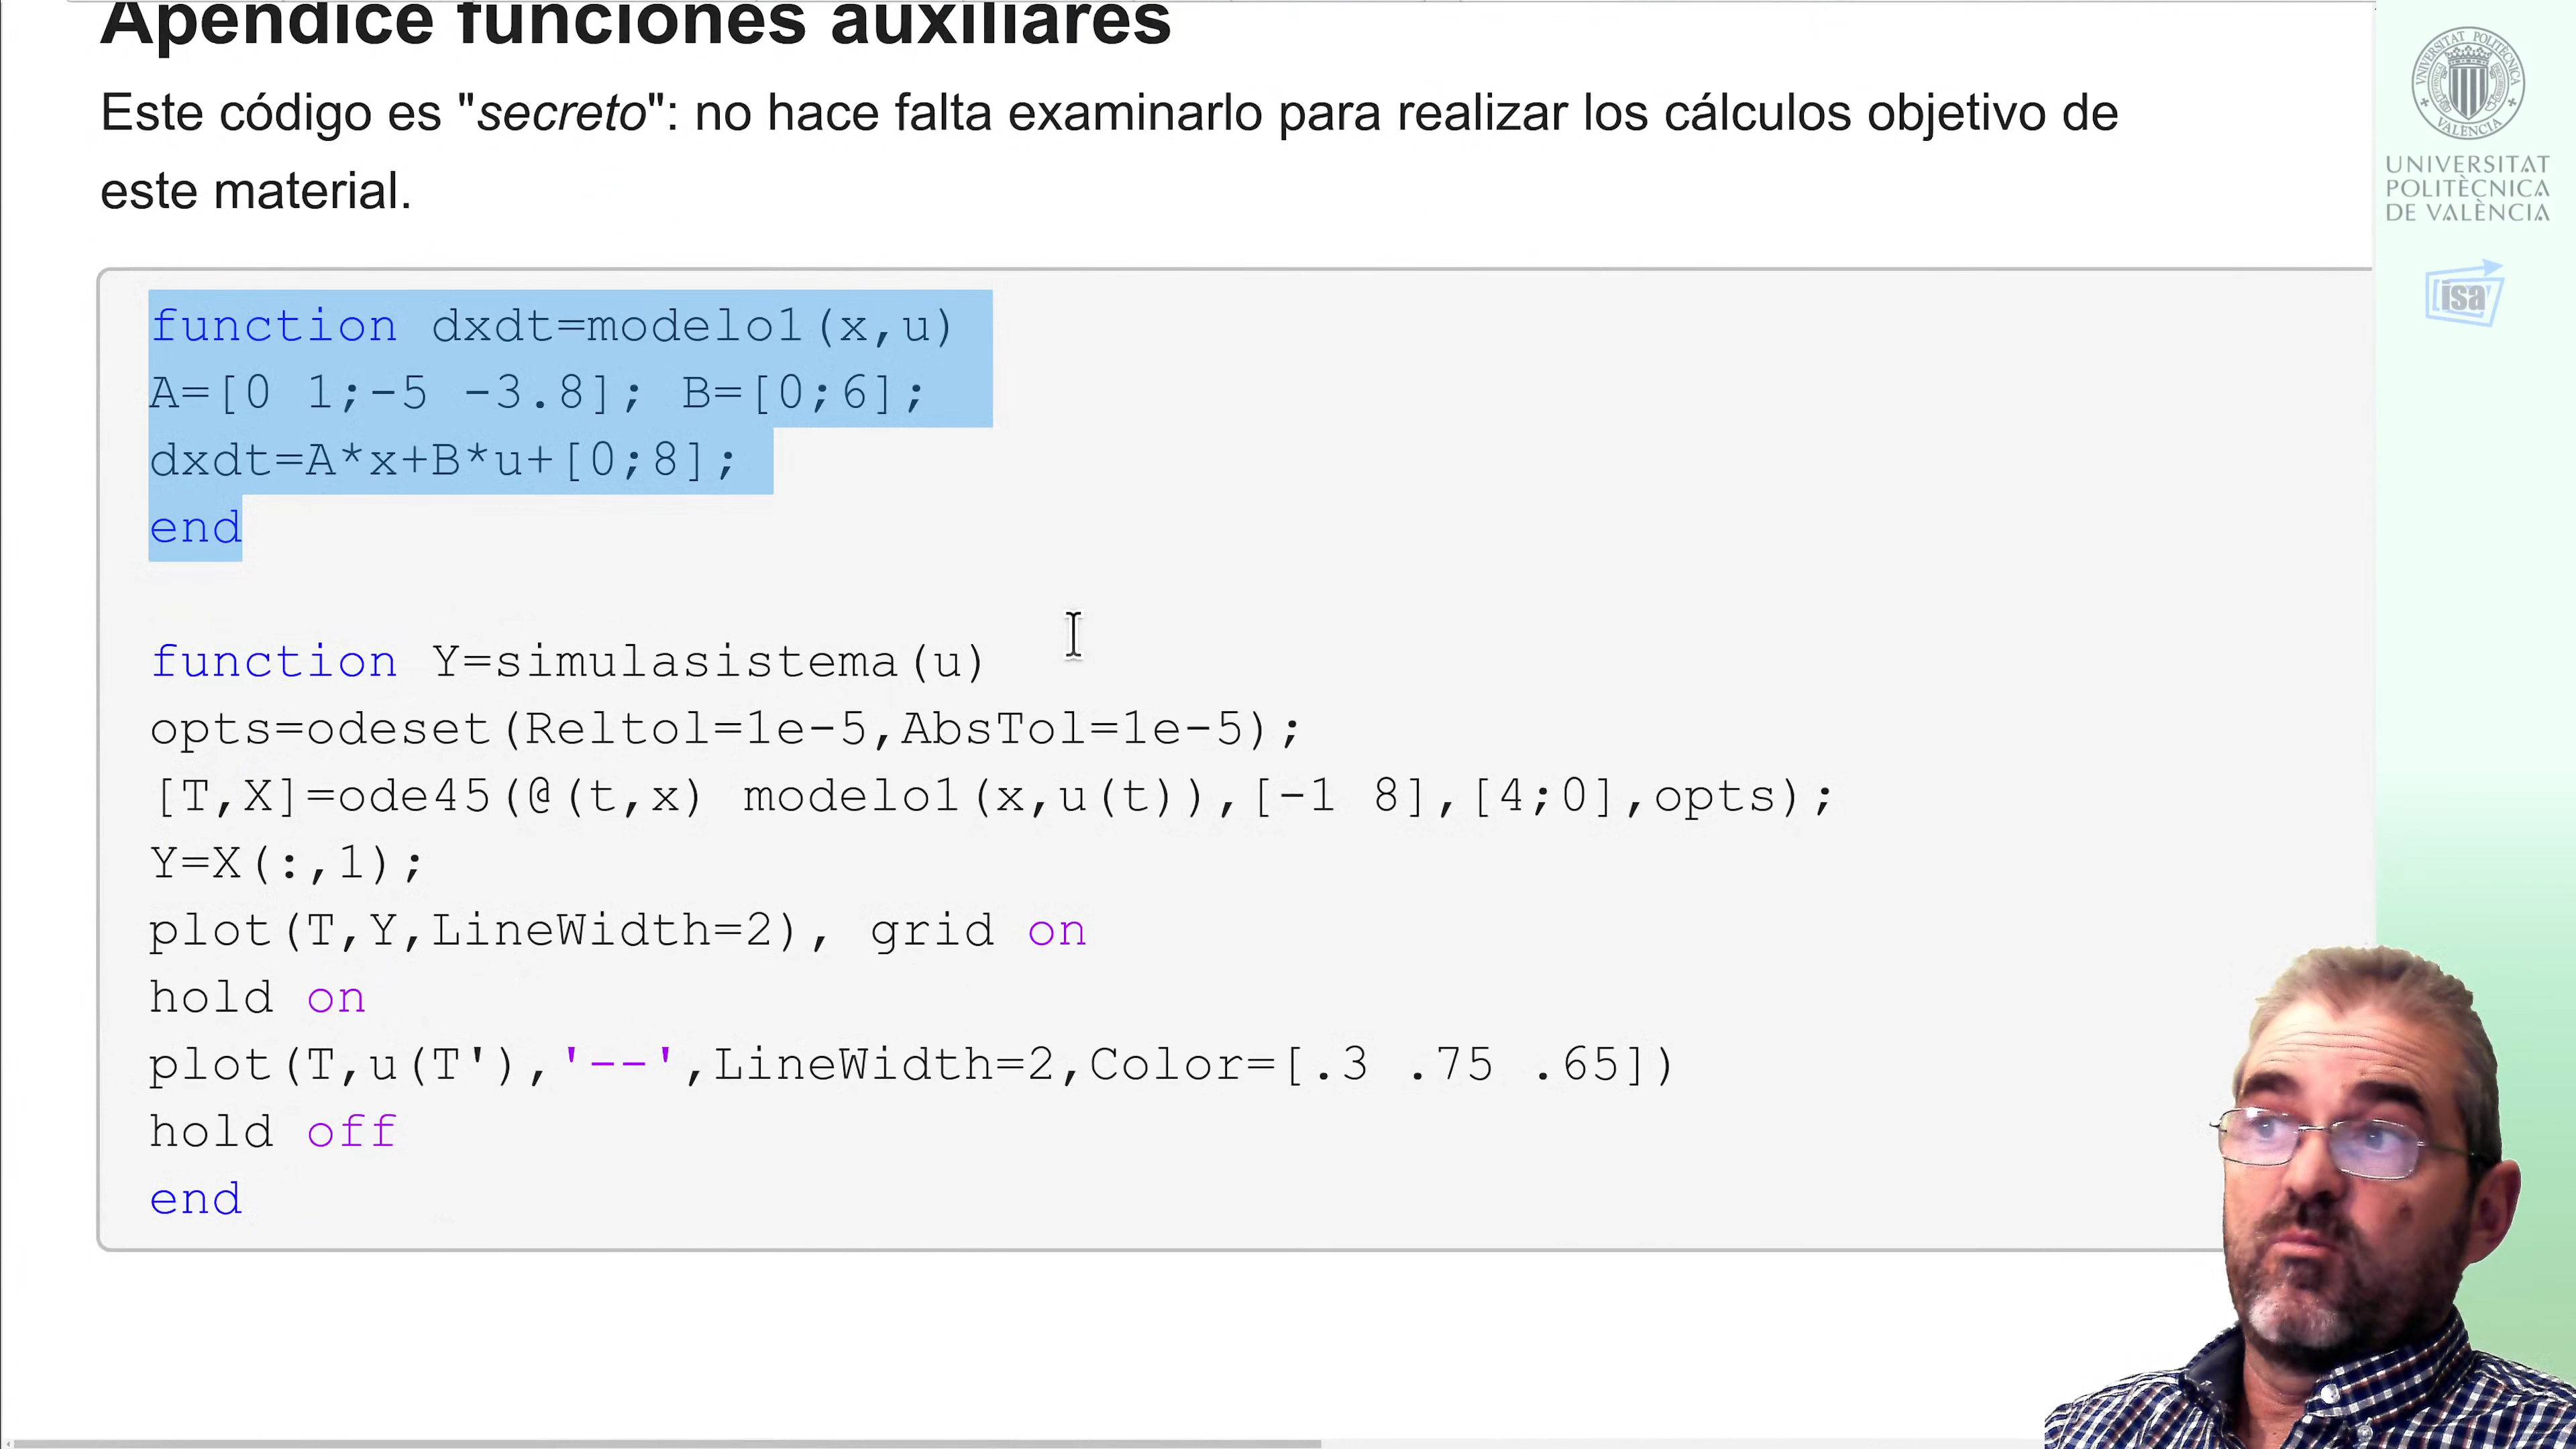 Apéndice funciones auxiliares
Este código es "secreto": no hace falta examinarlo para realizar los cálculos objetivo de
este material.
function dxdt=modelo1(x,u)
A=[0 1;-5 -3.8]; B=[0;6];
dxdt=A*x+B*u+[0;8];
end
function Y=simulasistema(u)
opts=odeset(Reltol=1e-5,AbsTol=1e-5);
[T,X]=ode45(@(t,x) modelo1(x,u(t)),[-1 8],[4;0],opts);
Y=X(:,1);
plot(T,Y,LineWidth=2), grid on
hold on
plot(T,u(T'),'--',LineWidth=2,Color=[.3 .75 .65])
hold off
end
VNIVERSITAT POLITÈCNICA
VALÈNCIA
UNIVERSITAT
POLITÈCNICA
DE VALÈNCIA
isa